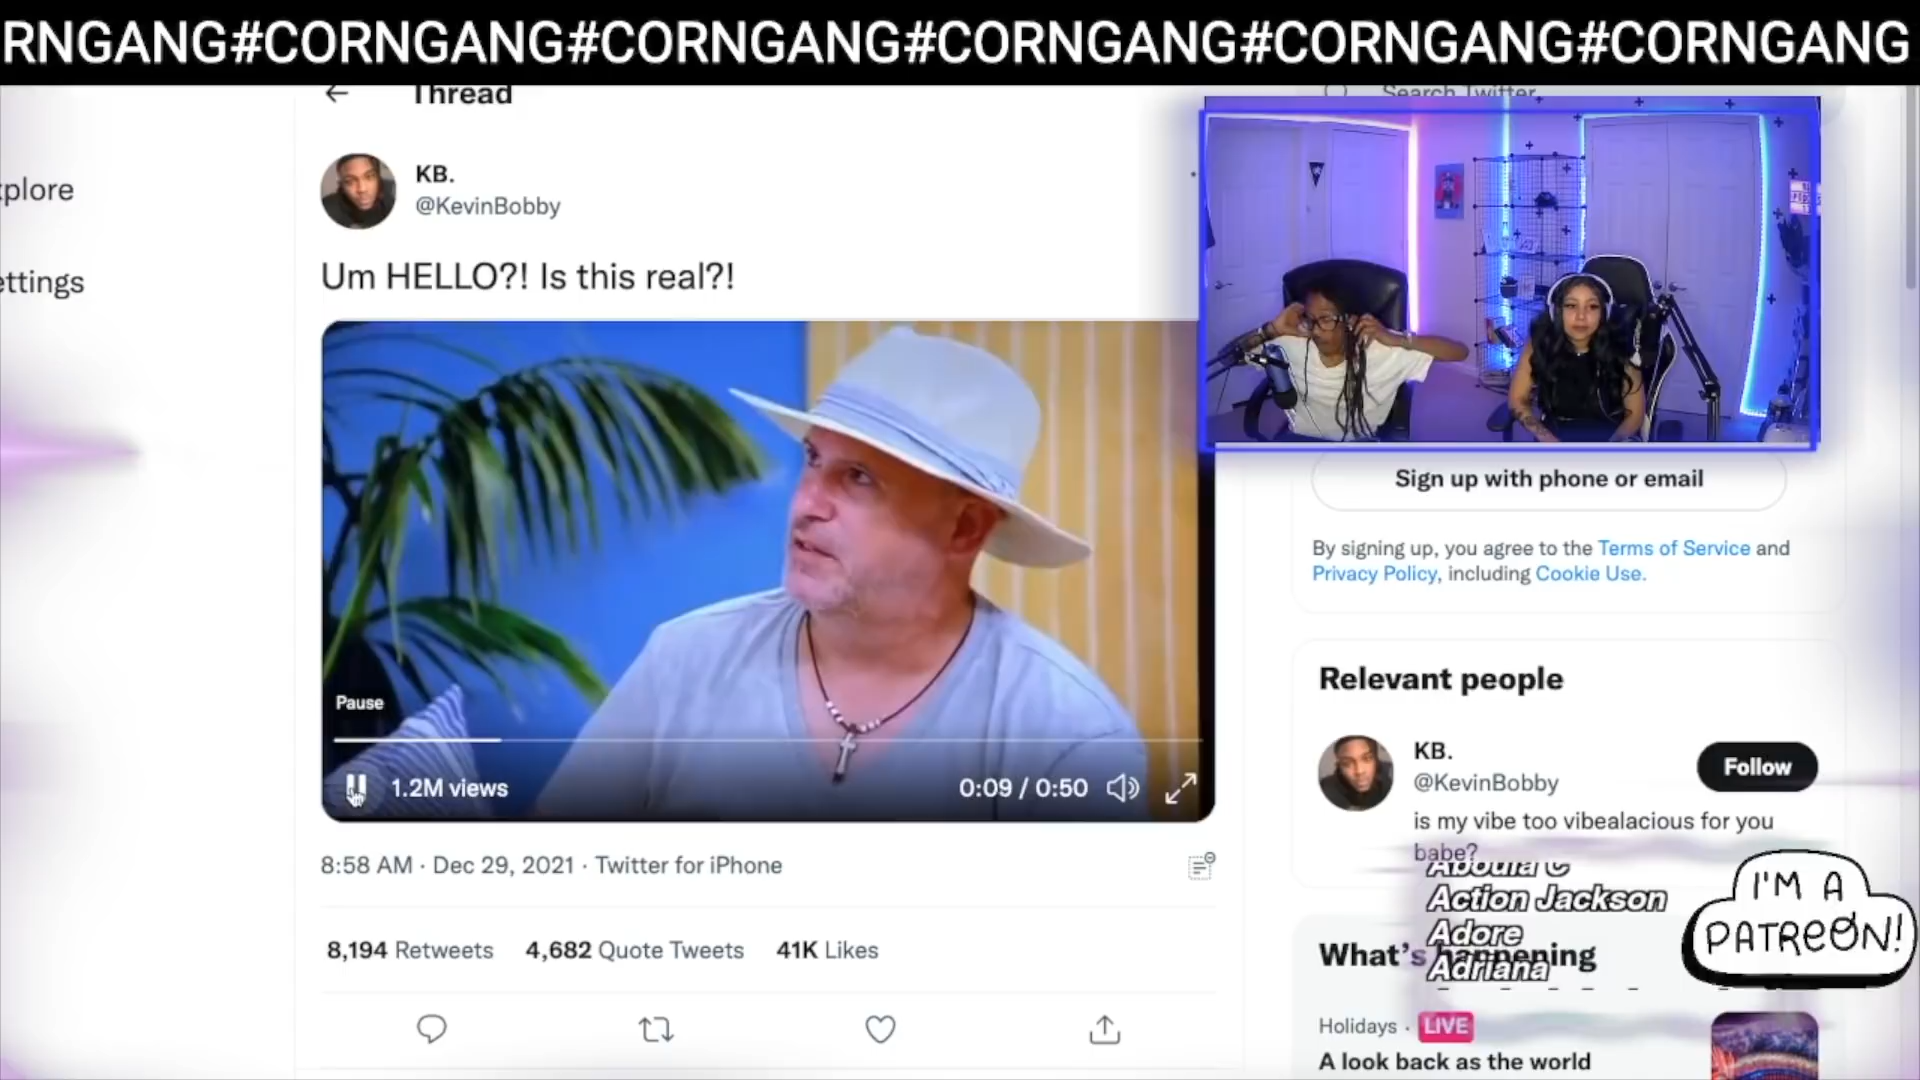 RNGANG#CORNGANG#CORNGANG#CORNGANG#CORNGANG#CORNGANG
Thread
Search Twitter
xplore
ettings
KB.
@KevinBobby
Um HELLO?! Is this real?!
Pause
1.2M views
0:09 / 0:50
8:58 AM · Dec 29, 2021 · Twitter for iPhone
8,194 Retweets 4,682 Quote Tweets 41K Likes
Sign up with phone or email
By signing up, you agree to the Terms of Service and
Privacy Policy, including Cookie Use.
Relevant people
KB.
@KevinBobby
Follow
is my vibe too vibealacious for you
babe?
Action Jackson
Adore
Adriana
I'M A
PATREON!
What's happening
Holidays · LIVE
A look back as the world